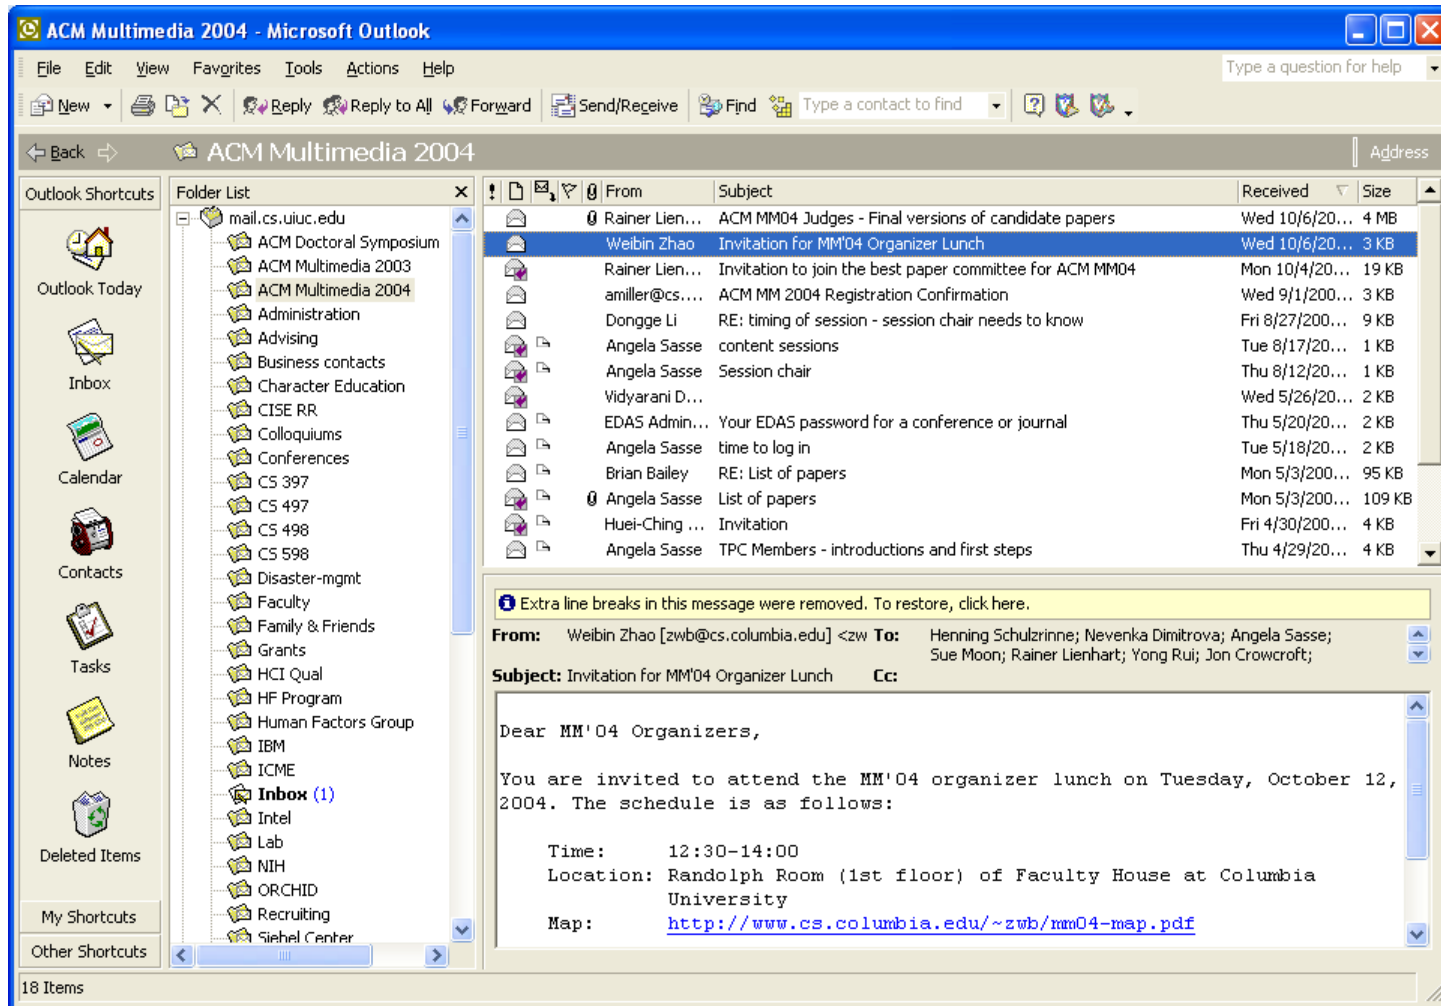 ACM Multimedia 2004 - Microsoft Outlook
File Edit View Favorites Tools Actions Help Type a question for help
New Reply Reply to All Forward Send/Receive Find Type a contact to find
Back ACM Multimedia 2004 Address
Outlook Shortcuts
Outlook Today
Inbox
Calendar
Contacts
Tasks
Notes
Deleted Items
My Shortcuts
Other Shortcuts
Folder List
mail.cs.uiuc.edu
ACM Doctoral Symposium
ACM Multimedia 2003
ACM Multimedia 2004
Administration
Advising
Business contacts
Character Education
CISE RR
Colloquiums
Conferences
CS 397
CS 497
CS 498
CS 598
Disaster-mgmt
Faculty
Family & Friends
Grants
HCI Qual
HF Program
Human Factors Group
IBM
ICME
Inbox (1)
Intel
Lab
NIH
ORCHID
Recruiting
Siebel Center
From Subject Received Size
Rainer Lien... ACM MM04 Judges - Final versions of candidate papers Wed 10/6/20... 4 MB
Weibin Zhao Invitation for MM'04 Organizer Lunch Wed 10/6/20... 3 KB
Rainer Lien... Invitation to join the best paper committee for ACM MM04 Mon 10/4/20... 19 KB
amiller@cs.... ACM MM 2004 Registration Confirmation Wed 9/1/200... 3 KB
Dongge Li RE: timing of session - session chair needs to know Fri 8/27/200... 9 KB
Angela Sasse content sessions Tue 8/17/20... 1 KB
Angela Sasse Session chair Thu 8/12/20... 1 KB
Vidyarani D... Wed 5/26/20... 2 KB
EDAS Admin... Your EDAS password for a conference or journal Thu 5/20/20... 2 KB
Angela Sasse time to log in Tue 5/18/20... 2 KB
Brian Bailey RE: List of papers Mon 5/3/200... 95 KB
Angela Sasse List of papers Mon 5/3/200... 109 KB
Huei-Ching ... Invitation Fri 4/30/200... 4 KB
Angela Sasse TPC Members - introductions and first steps Thu 4/29/20... 4 KB
Extra line breaks in this message were removed. To restore, click here.
From: Weibin Zhao [zwb@cs.columbia.edu] <zw To: Henning Schulzrinne; Nevenka Dimitrova; Angela Sasse;
Sue Moon; Rainer Lienhart; Yong Rui; Jon Crowcroft;
Subject: Invitation for MM'04 Organizer Lunch Cc:
Dear MM'04 Organizers,
You are invited to attend the MM'04 organizer lunch on Tuesday, October 12,
2004. The schedule is as follows:
Time: 12:30-14:00
Location: Randolph Room (1st floor) of Faculty House at Columbia
University
Map: http://www.cs.columbia.edu/~zwb/mm04-map.pdf
18 Items